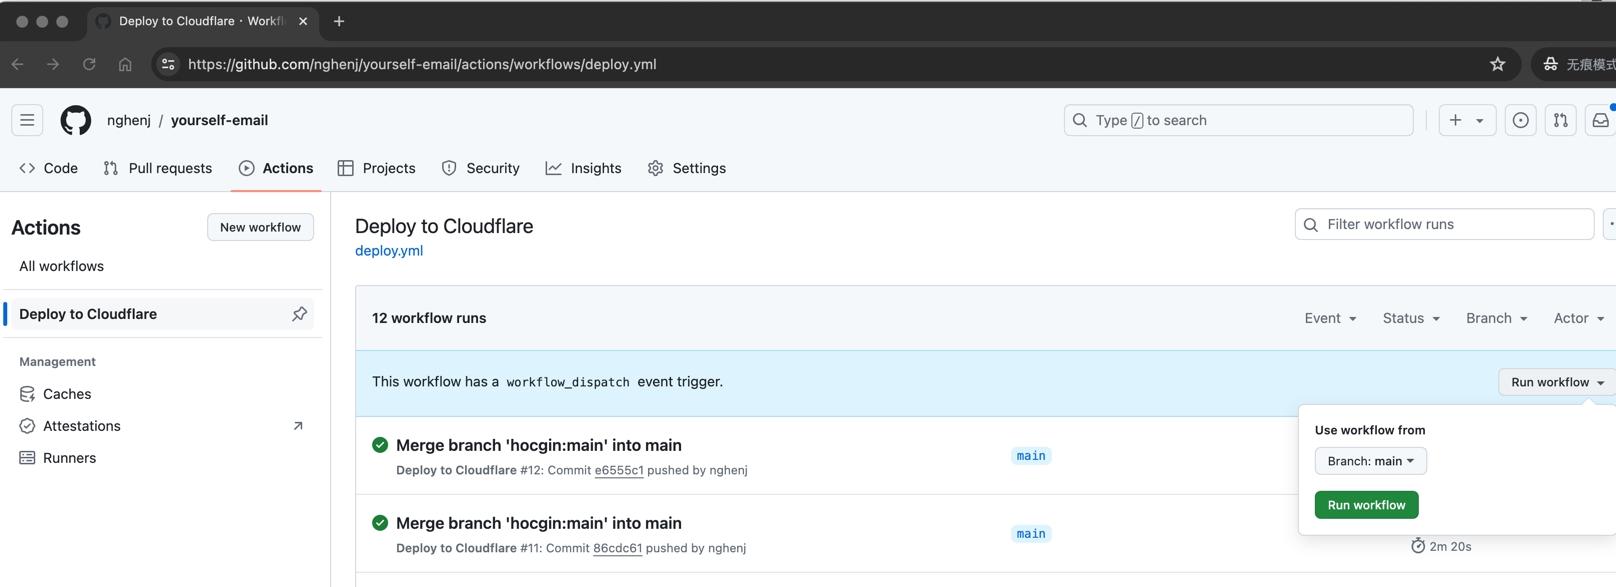 Deploy to Cloudflare · Workfl
https://github.com/nghenj/yourself-email/actions/workflows/deploy.yml
无痕模式
nghenj / yourself-email
Type / to search
Code
Pull requests
Actions
Projects
Security
Insights
Settings
Actions
New workflow
All workflows
Deploy to Cloudflare
Management
Caches
Attestations
Runners
Deploy to Cloudflare
deploy.yml
Filter workflow runs
12 workflow runs
Event
Status
Branch
Actor
This workflow has a workflow_dispatch event trigger.
Run workflow
Use workflow from
Branch: main
Run workflow
Merge branch 'hocgin:main' into main
Deploy to Cloudflare #12: Commit e6555c1 pushed by nghenj
main
Merge branch 'hocgin:main' into main
Deploy to Cloudflare #11: Commit 86cdc61 pushed by nghenj
main
2m 20s